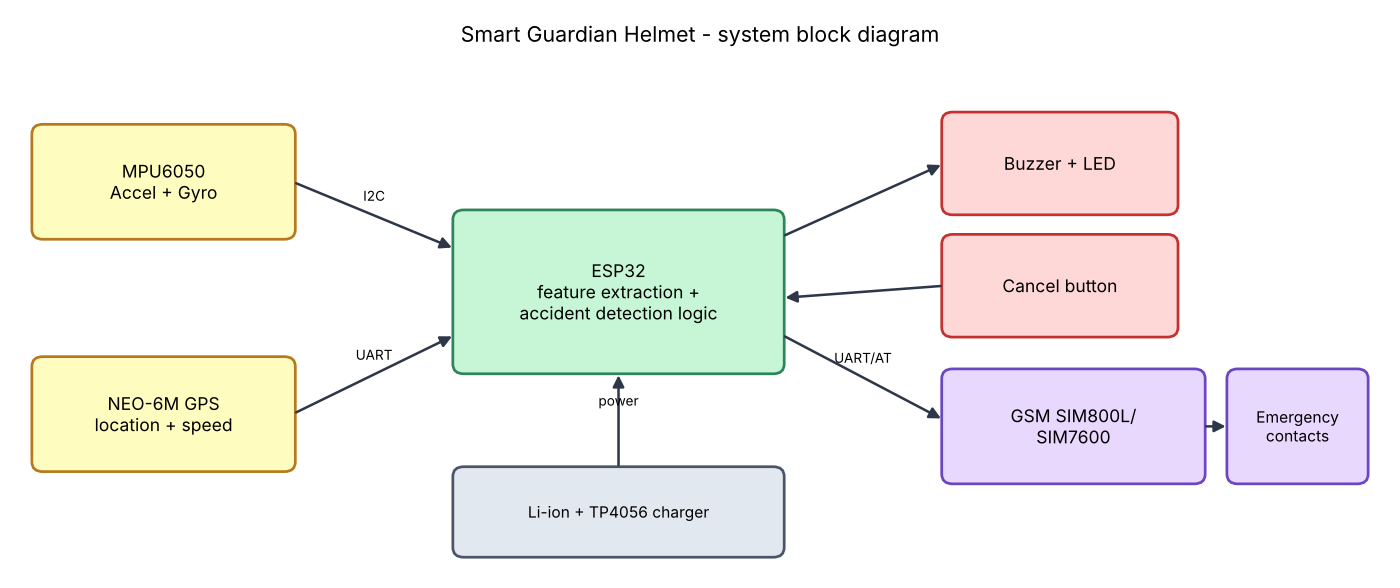 Smart Guardian Helmet - system block diagram
MPU6050
Accel + Gyro
I2C
NEO-6M GPS
location + speed
UART
ESP32
feature extraction +
accident detection logic
power
Li-ion + TP4056 charger
Buzzer + LED
Cancel button
UART/AT
GSM SIM800L/
SIM7600
Emergency
contacts